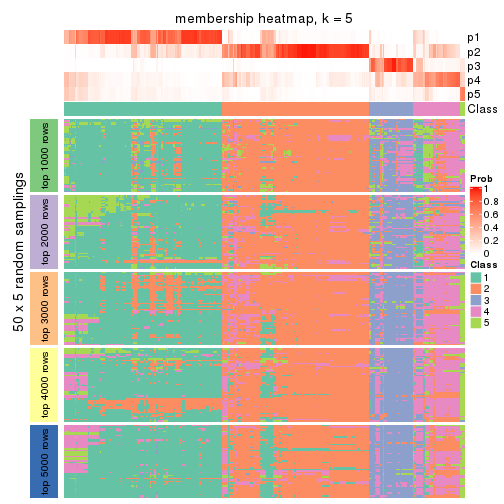 membership heatmap, k = 5
p1
p2
p3
p4
p5
Class
50 x 5 random samplings
top 1000 rows
top 2000 rows
top 3000 rows
top 4000 rows
top 5000 rows
Prob
1
0.8
0.6
0.4
0.2
0
Class
1
2
3
4
5